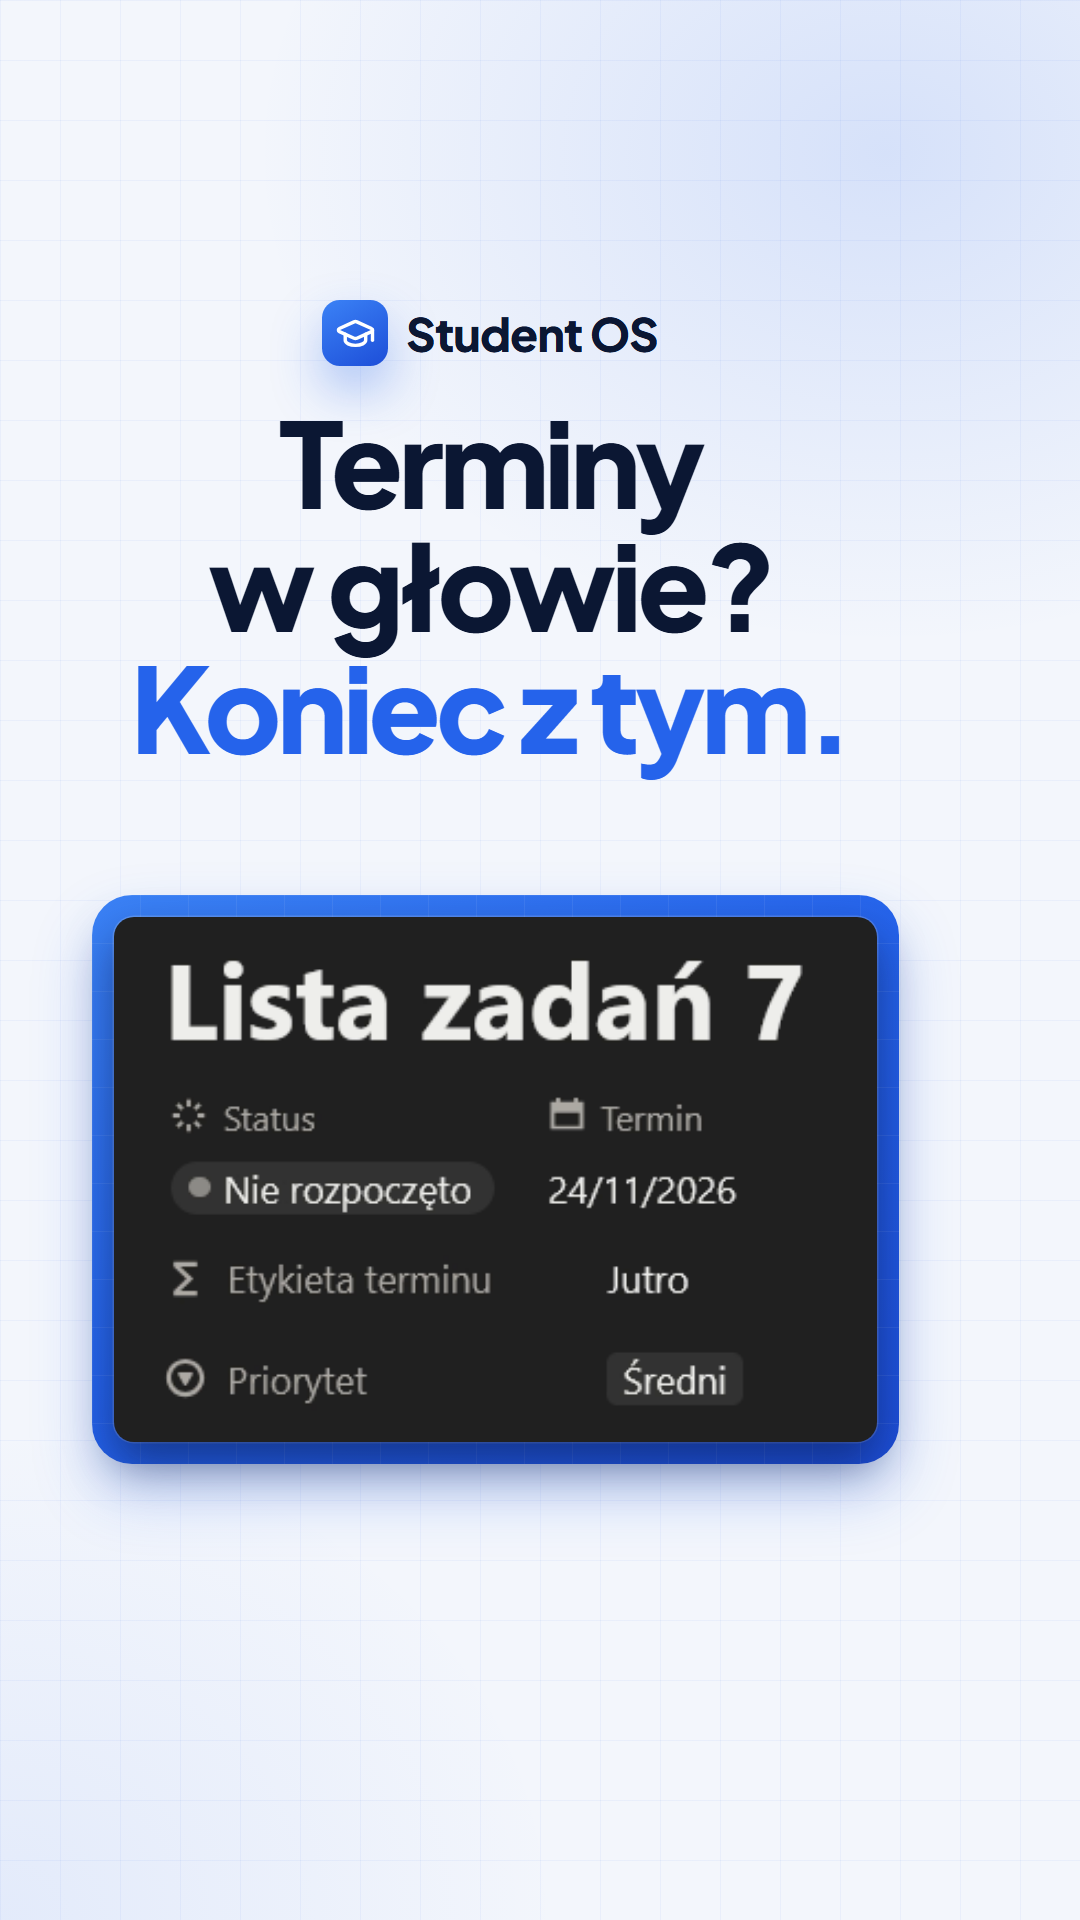 Student OS
Terminy
w głowie?
Koniec z tym.
Lista zadań 7
Status
Termin
Nie rozpoczęto
24/11/2026
Etykieta terminu
Jutro
Priorytet
Średni